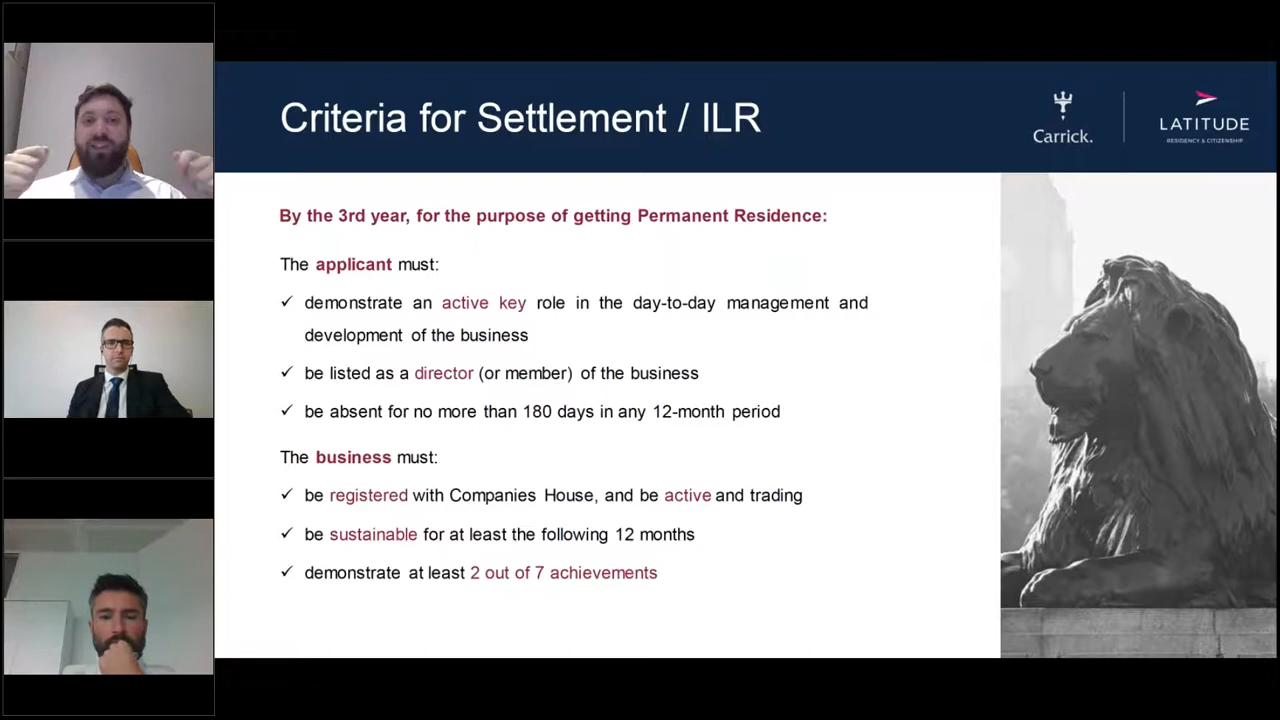 Criteria for Settlement / ILR
Carrick.
LATITUDE
RESIDENCY & CITIZENSHIP
By the 3rd year, for the purpose of getting Permanent Residence:
The applicant must:
✓ demonstrate an active key role in the day-to-day management and
development of the business
✓ be listed as a director (or member) of the business
✓ be absent for no more than 180 days in any 12-month period
The business must:
✓ be registered with Companies House, and be active and trading
✓ be sustainable for at least the following 12 months
✓ demonstrate at least 2 out of 7 achievements